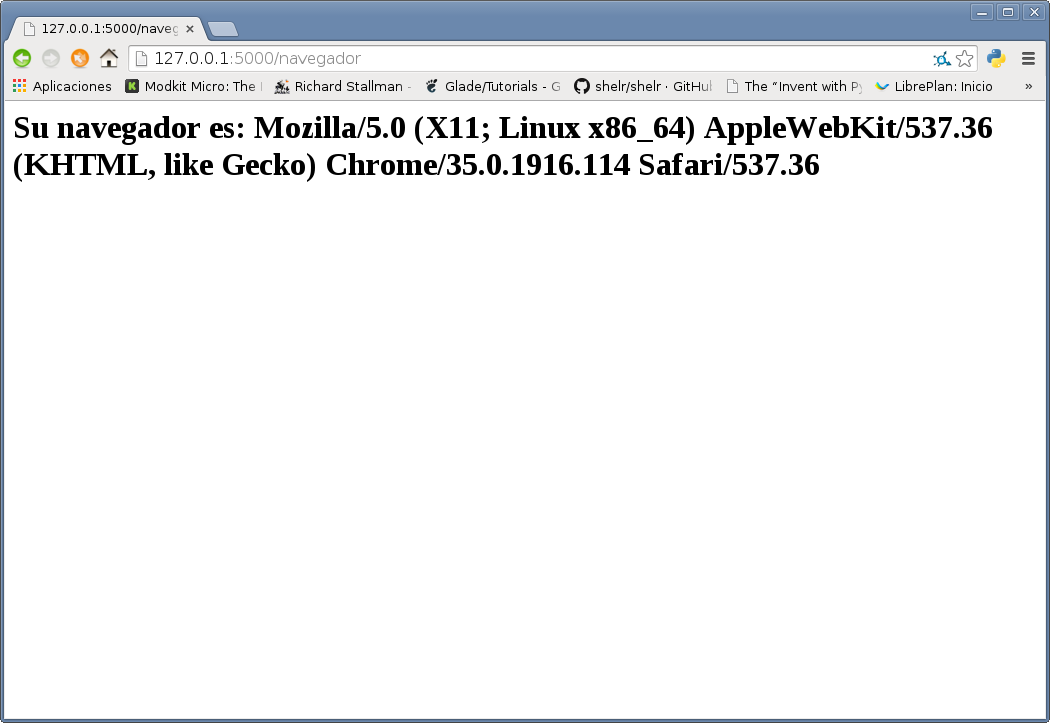 127.0.0.1:5000/naveg
127.0.0.1:5000/navegador
Aplicaciones Modkit Micro: The Richard Stallman - Glade/Tutorials - G shelr/shelr · GitHub The “Invent with Py LibrePlan: Inicio »
Su navegador es: Mozilla/5.0 (X11; Linux x86_64) AppleWebKit/537.36
(KHTML, like Gecko) Chrome/35.0.1916.114 Safari/537.36